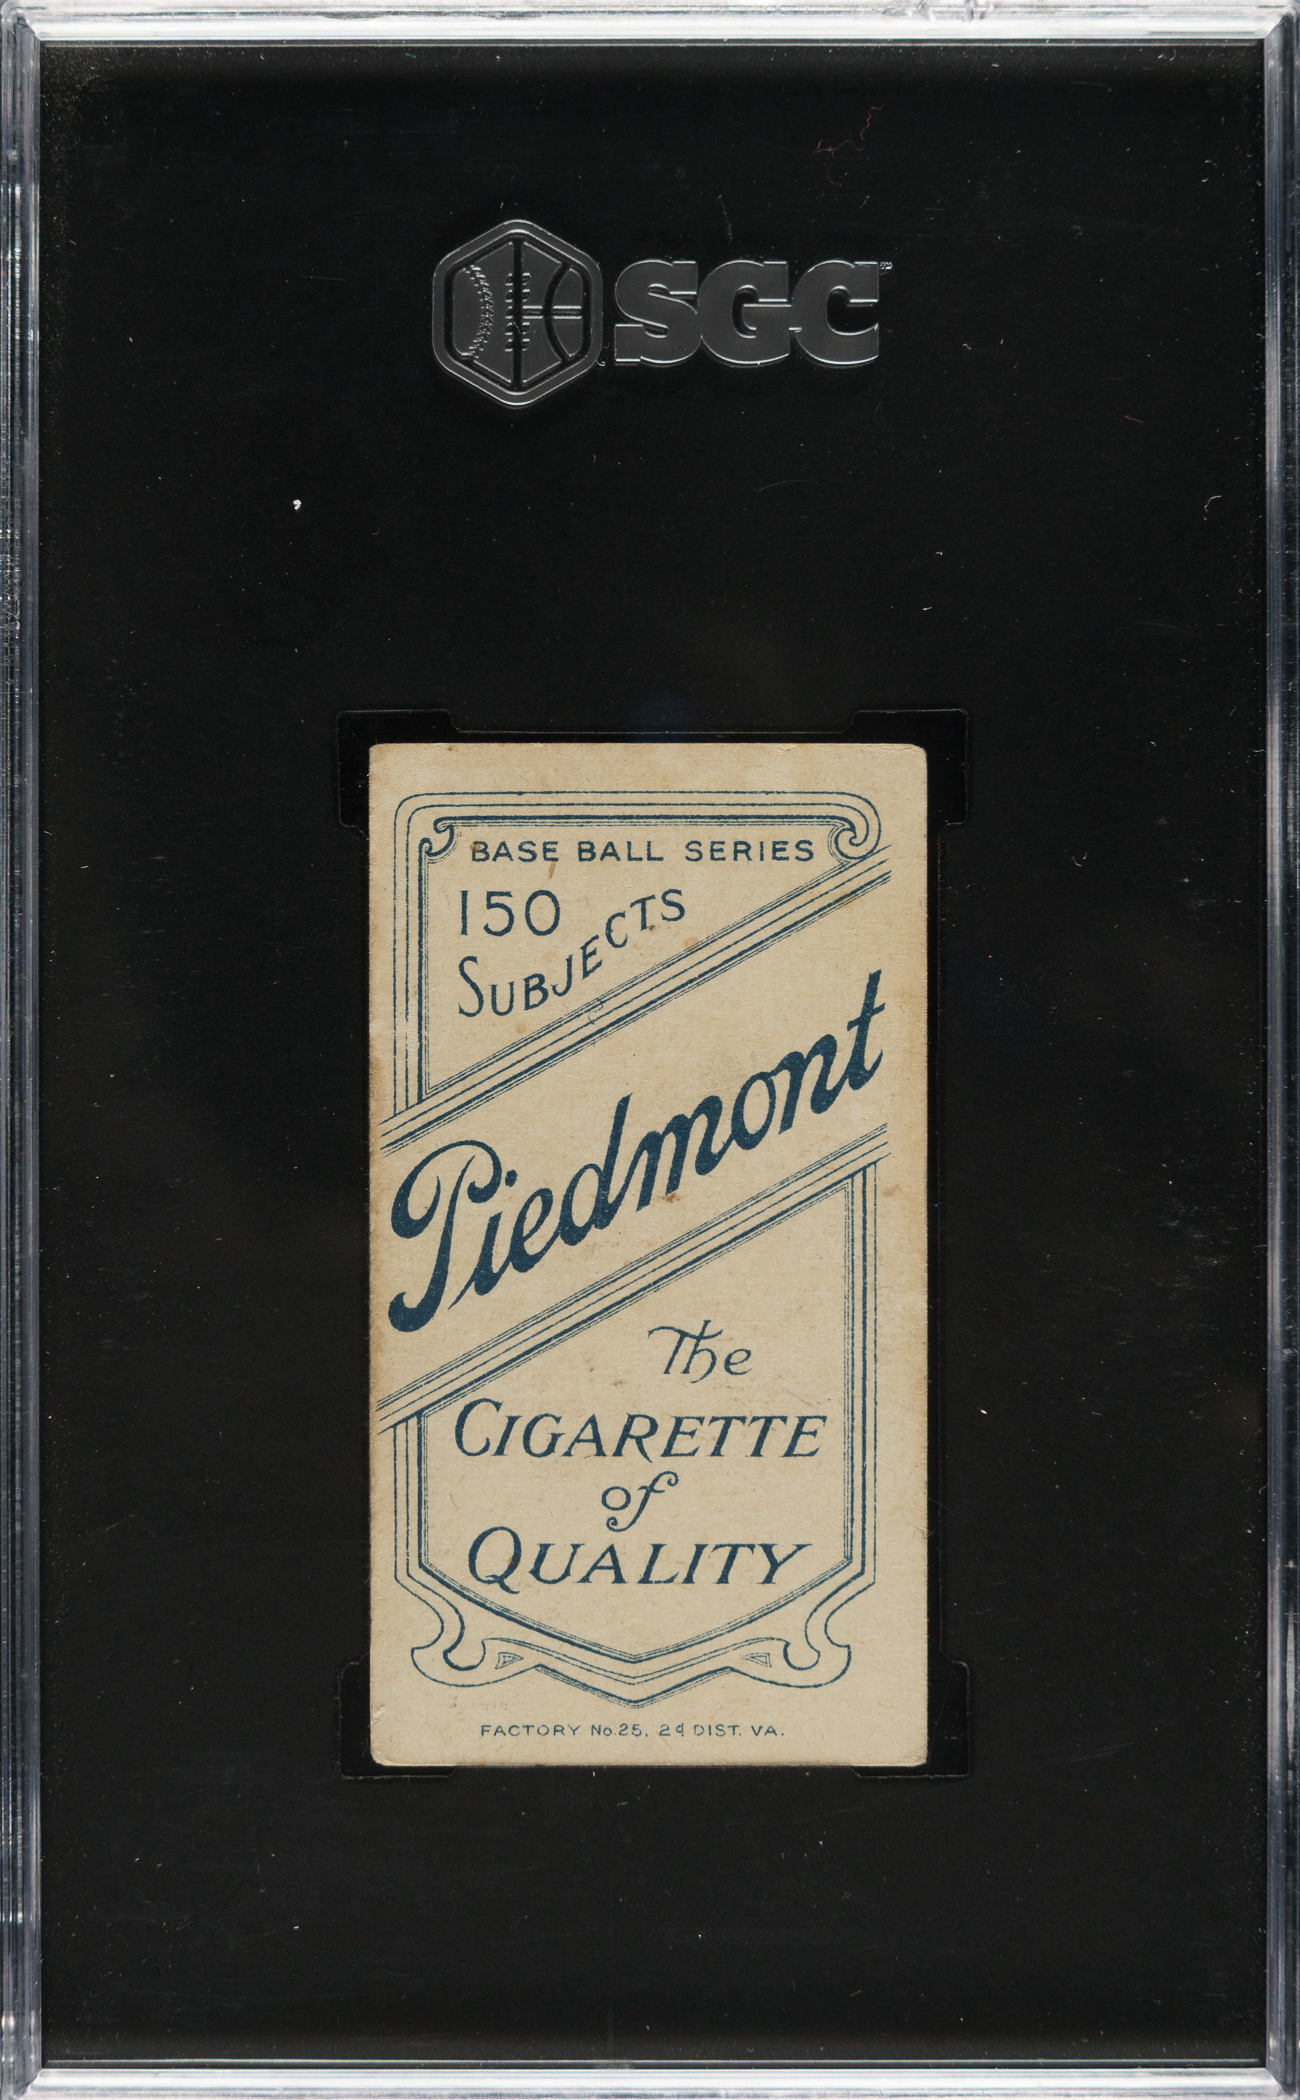 SGC
BASE BALL SERIES
150
SUBJECTS
Piedmont
The
CIGARETTE
of
QUALITY
FACTORY No. 25, 2d DIST. VA.